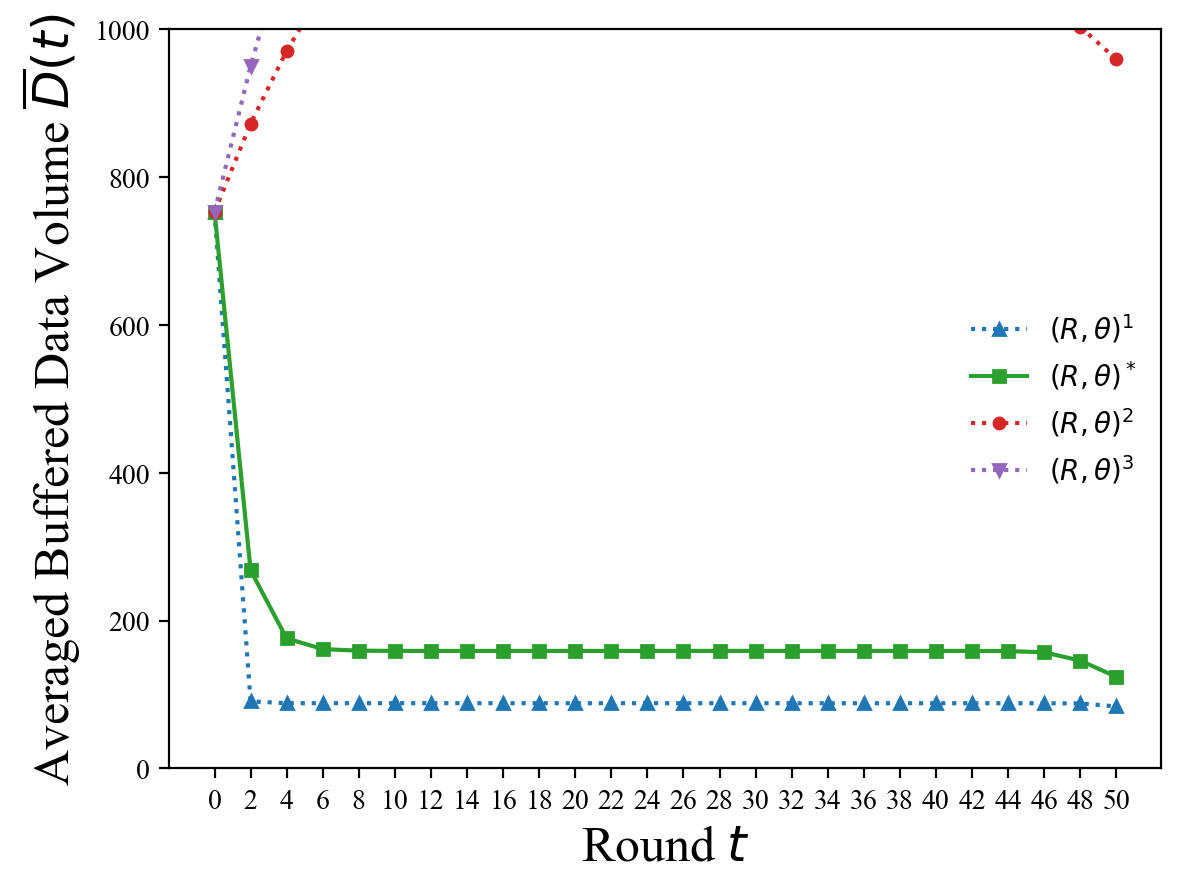 Averaged Buffered Data Volume D̅(t)
1000
800
600
400
200
0
(R, θ)¹
(R, θ)*
(R, θ)²
(R, θ)³
0 2 4 6 8 10 12 14 16 18 20 22 24 26 28 30 32 34 36 38 40 42 44 46 48 50
Round t